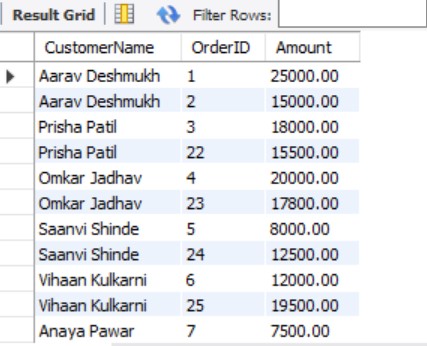 Result Grid Filter Rows:
CustomerName OrderID Amount
Aarav Deshmukh 1 25000.00
Aarav Deshmukh 2 15000.00
Prisha Patil 3 18000.00
Prisha Patil 22 15500.00
Omkar Jadhav 4 20000.00
Omkar Jadhav 23 17800.00
Saanvi Shinde 5 8000.00
Saanvi Shinde 24 12500.00
Vihaan Kulkarni 6 12000.00
Vihaan Kulkarni 25 19500.00
Anaya Pawar 7 7500.00